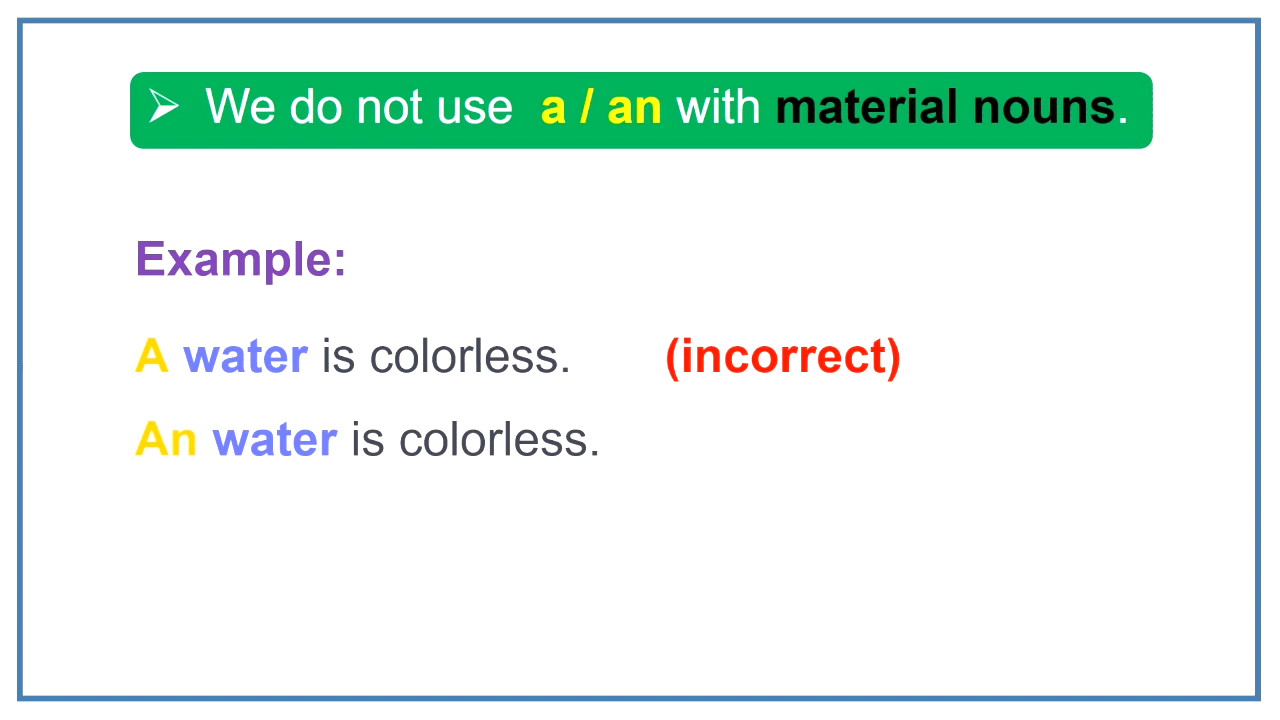 ➢ We do not use a / an with material nouns.
Example:
A water is colorless. (incorrect)
An water is colorless.